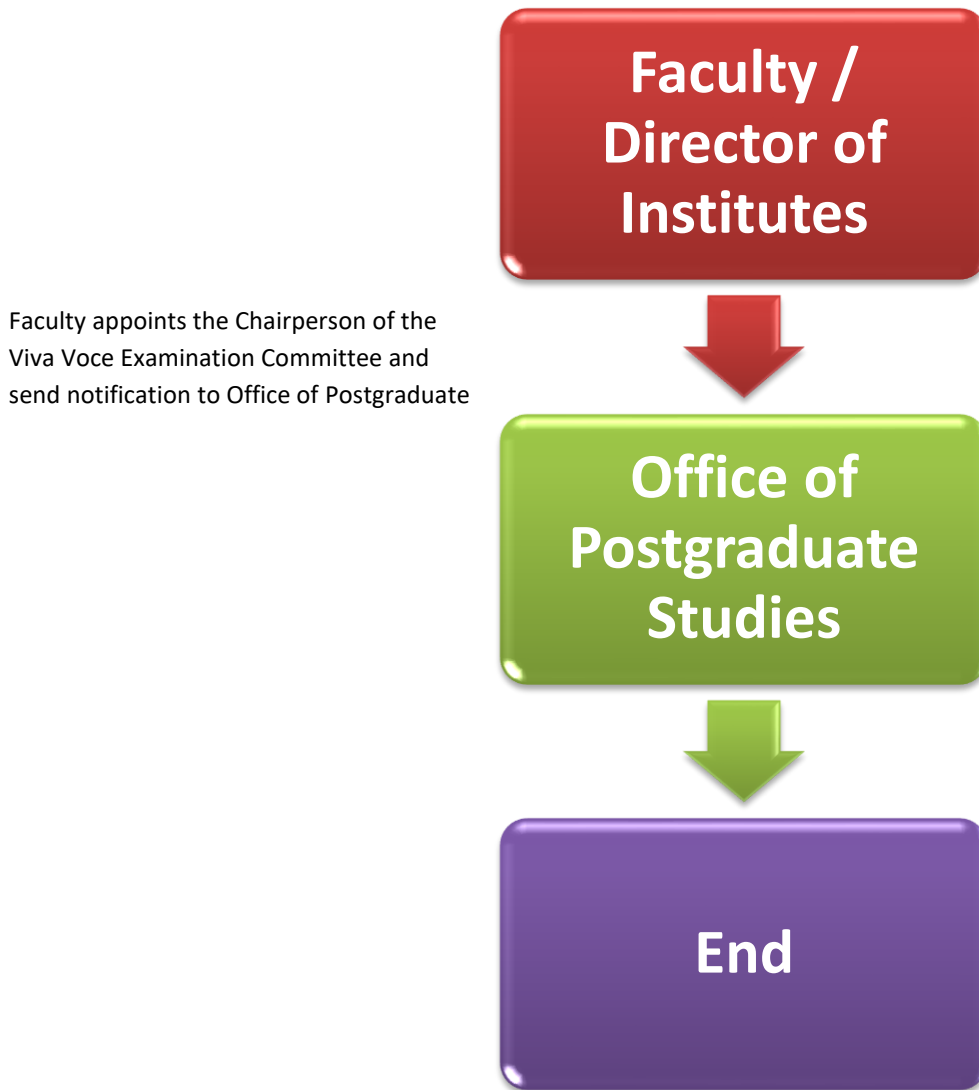 Faculty /
Director of
Institutes
Faculty appoints the Chairperson of the
Viva Voce Examination Committee and
send notification to Office of Postgraduate
Office of
Postgraduate
Studies
End